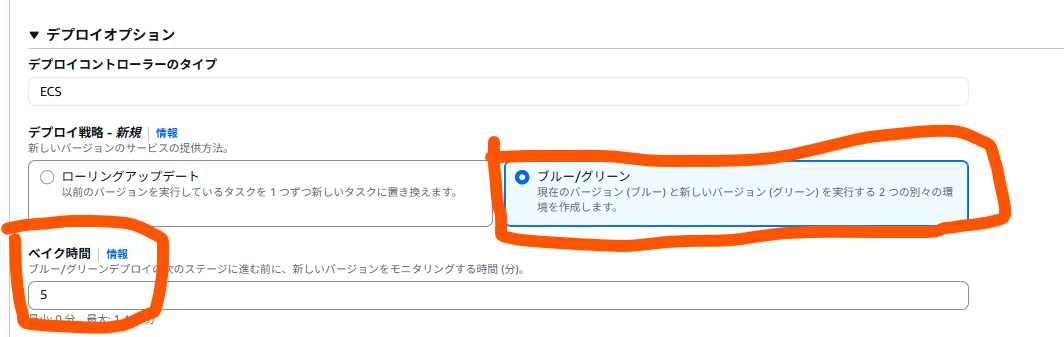 ▼ デプロイオプション
デプロイコントローラーのタイプ
ECS
デプロイ戦略 - 新規 | 情報
新しいバージョンのサービスの提供方法。
ローリングアップデート
以前のバージョンを実行しているタスクを 1 つずつ新しいタスクに置き換えます。
ブルー/グリーン
現在のバージョン (ブルー) と新しいバージョン (グリーン) を実行する 2 つの別々の環
境を作成します。
ベイク時間 | 情報
ブルー/グリーンデプロイの次のステージに進む前に、新しいバージョンをモニタリングする時間 (分)。
5
最小: 0 分、最大: 1